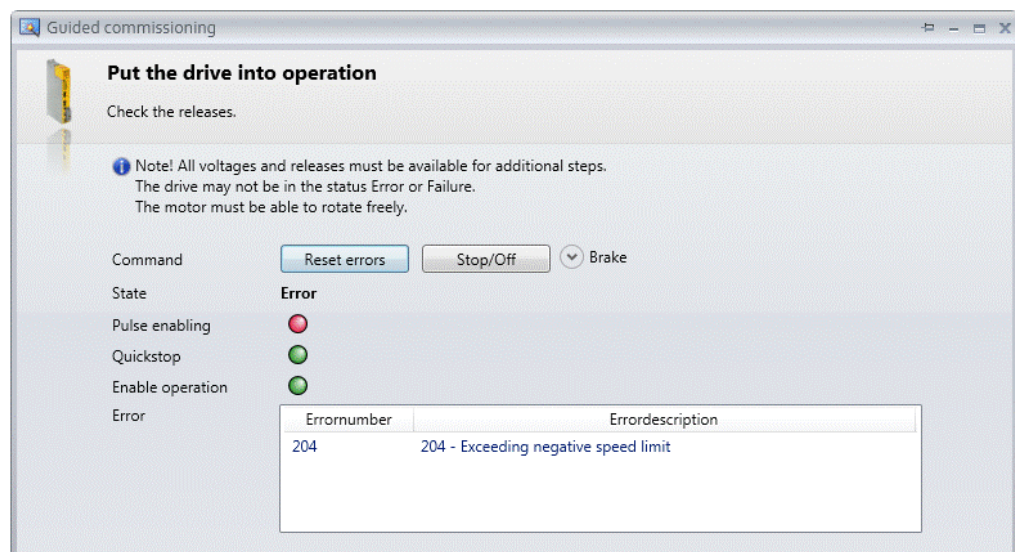 Guided commissioning
Put the drive into operation
Check the releases.
Note! All voltages and releases must be available for additional steps.
The drive may not be in the status Error or Failure.
The motor must be able to rotate freely.
Command Reset errors Stop/Off Brake
State Error
Pulse enabling
Quickstop
Enable operation
Error Errornumber Errordescription
204 204 - Exceeding negative speed limit